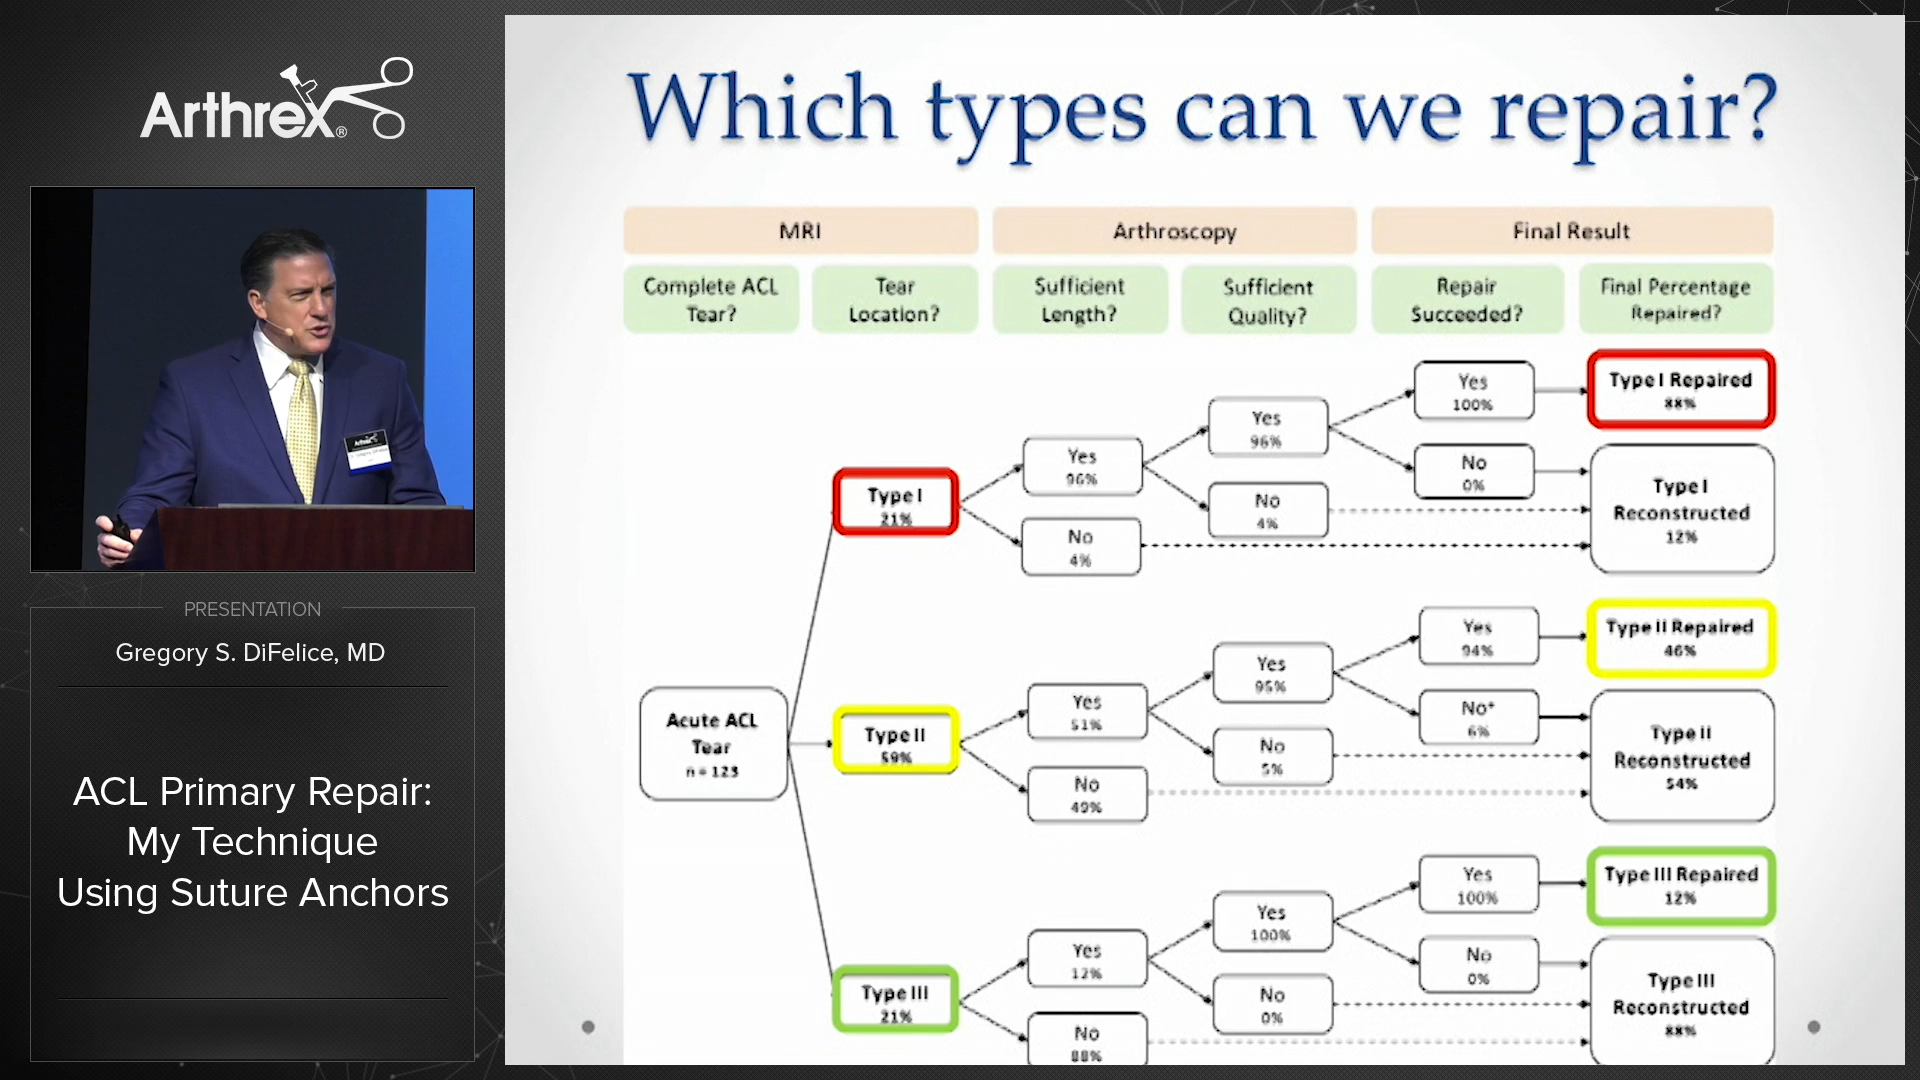 Arthrex®
PRESENTATION
Gregory S. DiFelice, MD
ACL Primary Repair:
My Technique
Using Suture Anchors
Which types can we repair?
MRI
Arthroscopy
Final Result
Complete ACL
Tear?
Tear
Location?
Sufficient
Length?
Sufficient
Quality?
Repair
Succeeded?
Final Percentage
Repaired?
Acute ACL
Tear
n = 123
Type I
21%
Yes
96%
No
4%
Yes
96%
No
4%
Yes
100%
No
0%
Type I Repaired
88%
Type I
Reconstructed
12%
Type II
59%
Yes
51%
No
49%
Yes
95%
No
5%
Yes
94%
No*
6%
Type II Repaired
46%
Type II
Reconstructed
54%
Type III
21%
Yes
12%
No
88%
Yes
100%
No
0%
Yes
100%
No
0%
Type III Repaired
12%
Type III
Reconstructed
88%